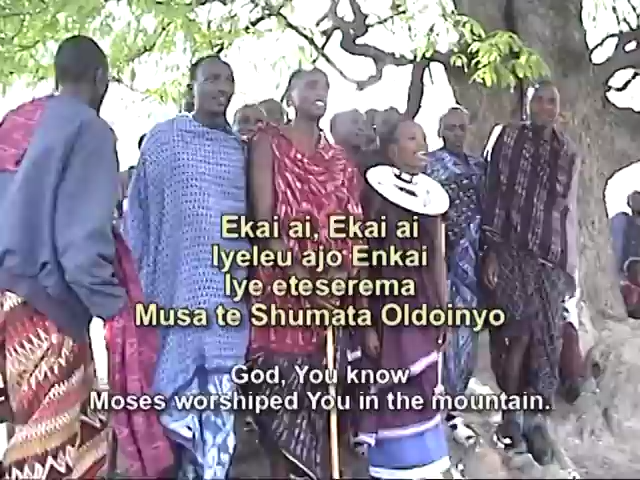 Ekai ai, Ekai ai
Iyeleu ajo Enkai
Iye eteserema
Musa te Shumata Oldoinyo
God, You know
Moses worshiped You in the mountain.